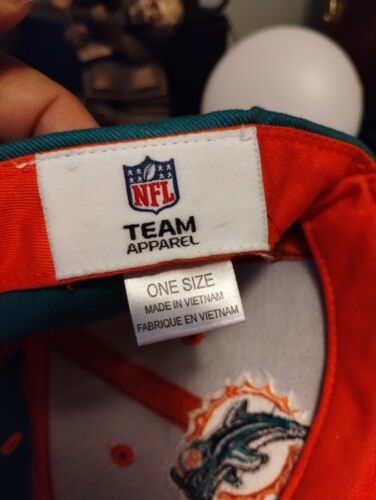 NFL
TEAM
APPAREL
ONE SIZE
MADE IN VIETNAM
FABRIQUE EN VIETNAM